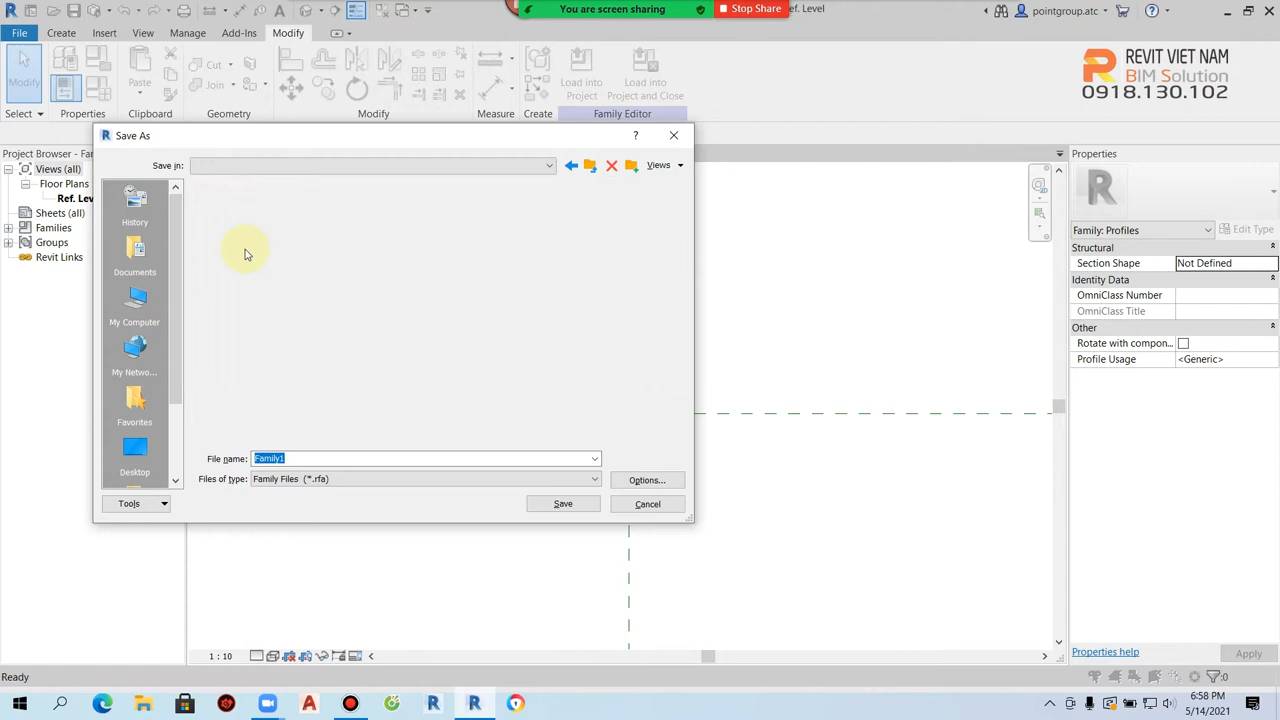 You are screen sharing
Stop Share
ef. Level
pointgroup.atc
File
Create
Insert
View
Manage
Add-Ins
Modify
Modify
Cut
Join
Paste
Load into
Project
Load into
Project and Close
Select
Properties
Clipboard
Geometry
Modify
Measure
Create
Family Editor
REVIT VIET NAM
BIM Solution
0918.130.102
Project Browser - Fa
Views (all)
Floor Plans
Ref. Lev
Sheets (all)
Families
Groups
Revit Links
Save As
Save in:
Views
History
Documents
My Computer
My Netwo...
Favorites
Desktop
File name:
Family1
Files of type:
Family Files (*.rfa)
Options...
Tools
Save
Cancel
Properties
Family: Profiles
Edit Type
Structural
Section Shape
Not Defined
Identity Data
OmniClass Number
OmniClass Title
Other
Rotate with compon...
Profile Usage
<Generic>
Properties help
Apply
1 : 10
Ready
:0
6:58 PM
5/14/2021